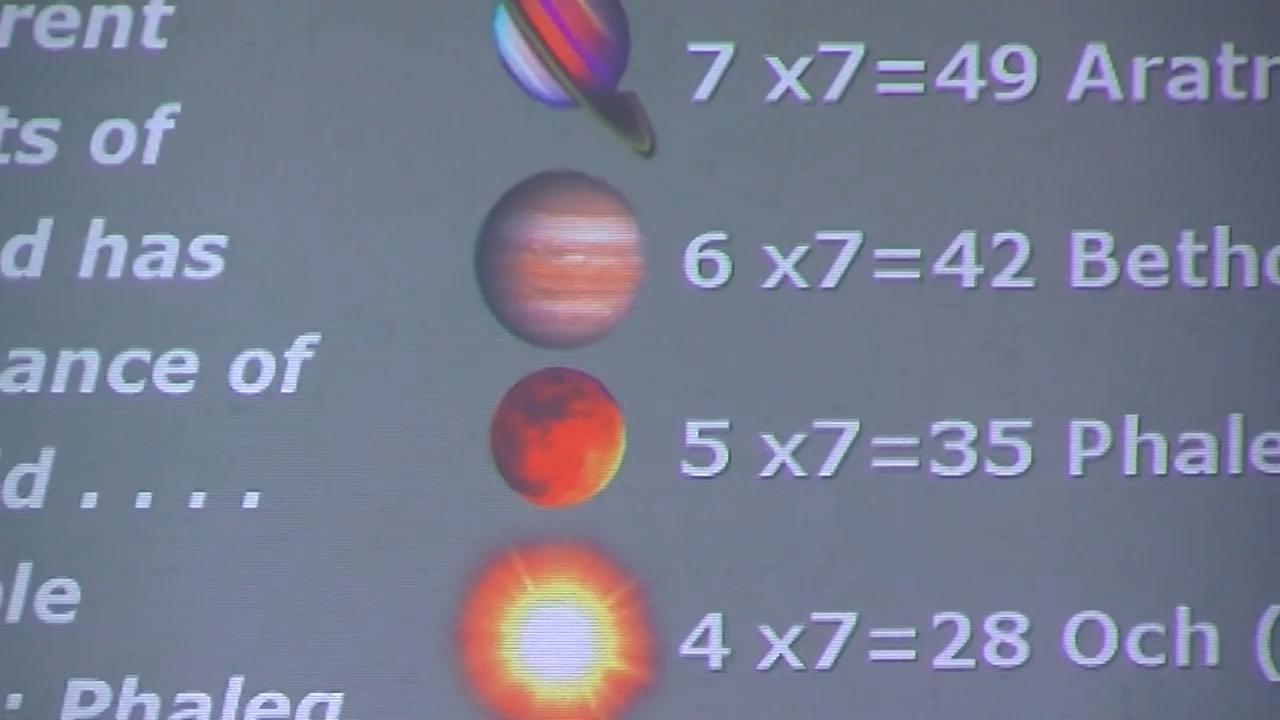 rent
ts of
d has
ance of
d . . . .
le
: Phaleg
7 x7=49 Aratr
6 x7=42 Betho
5 x7=35 Phale
4 x7=28 Och (